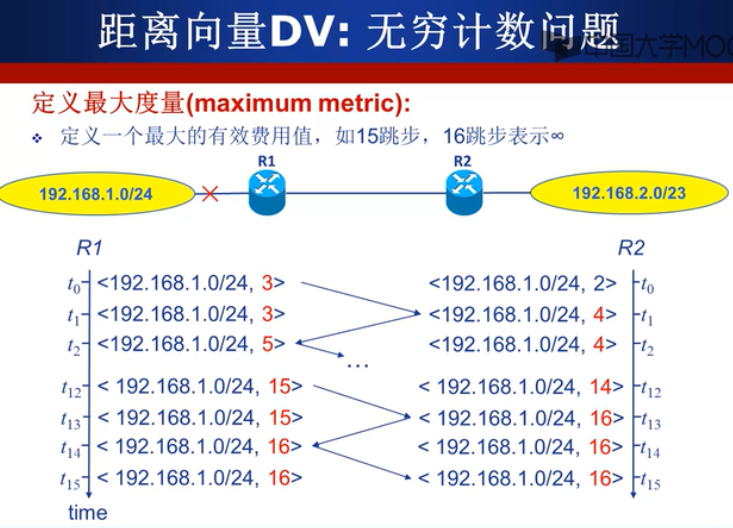 距离向量DV: 无穷计数问题
中国大学MOO
定义最大度量(maximum metric):
❖ 定义一个最大的有效费用值，如15跳步，16跳步表示∞
R1 R2
192.168.1.0/24 192.168.2.0/23
R1 R2
t0 <192.168.1.0/24, 3> <192.168.1.0/24, 2> t0
t1 <192.168.1.0/24, 3> <192.168.1.0/24, 4> t1
t2 <192.168.1.0/24, 5> <192.168.1.0/24, 4> t2
…
t12 < 192.168.1.0/24, 15> < 192.168.1.0/24, 14> t12
t13 < 192.168.1.0/24, 15> < 192.168.1.0/24, 16> t13
t14 < 192.168.1.0/24, 16> < 192.168.1.0/24, 16> t14
t15 < 192.168.1.0/24, 16> < 192.168.1.0/24, 16> t15
time